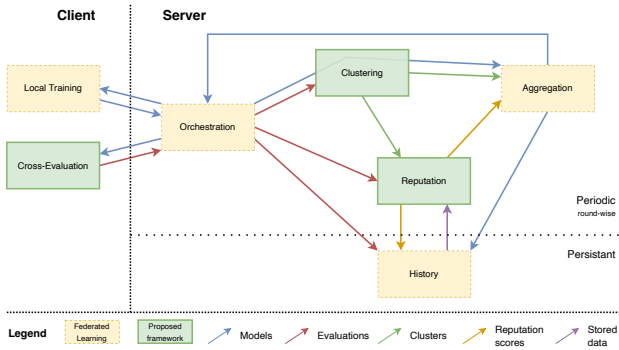 Client
Server
Local Training
Clustering
Aggregation
Orchestration
Cross-Evaluation
Reputation
Periodic
round-wise
Persistant
History
Legend
Federated
Learning
Proposed
framework
Models
Evaluations
Clusters
Reputation
scores
Stored
data